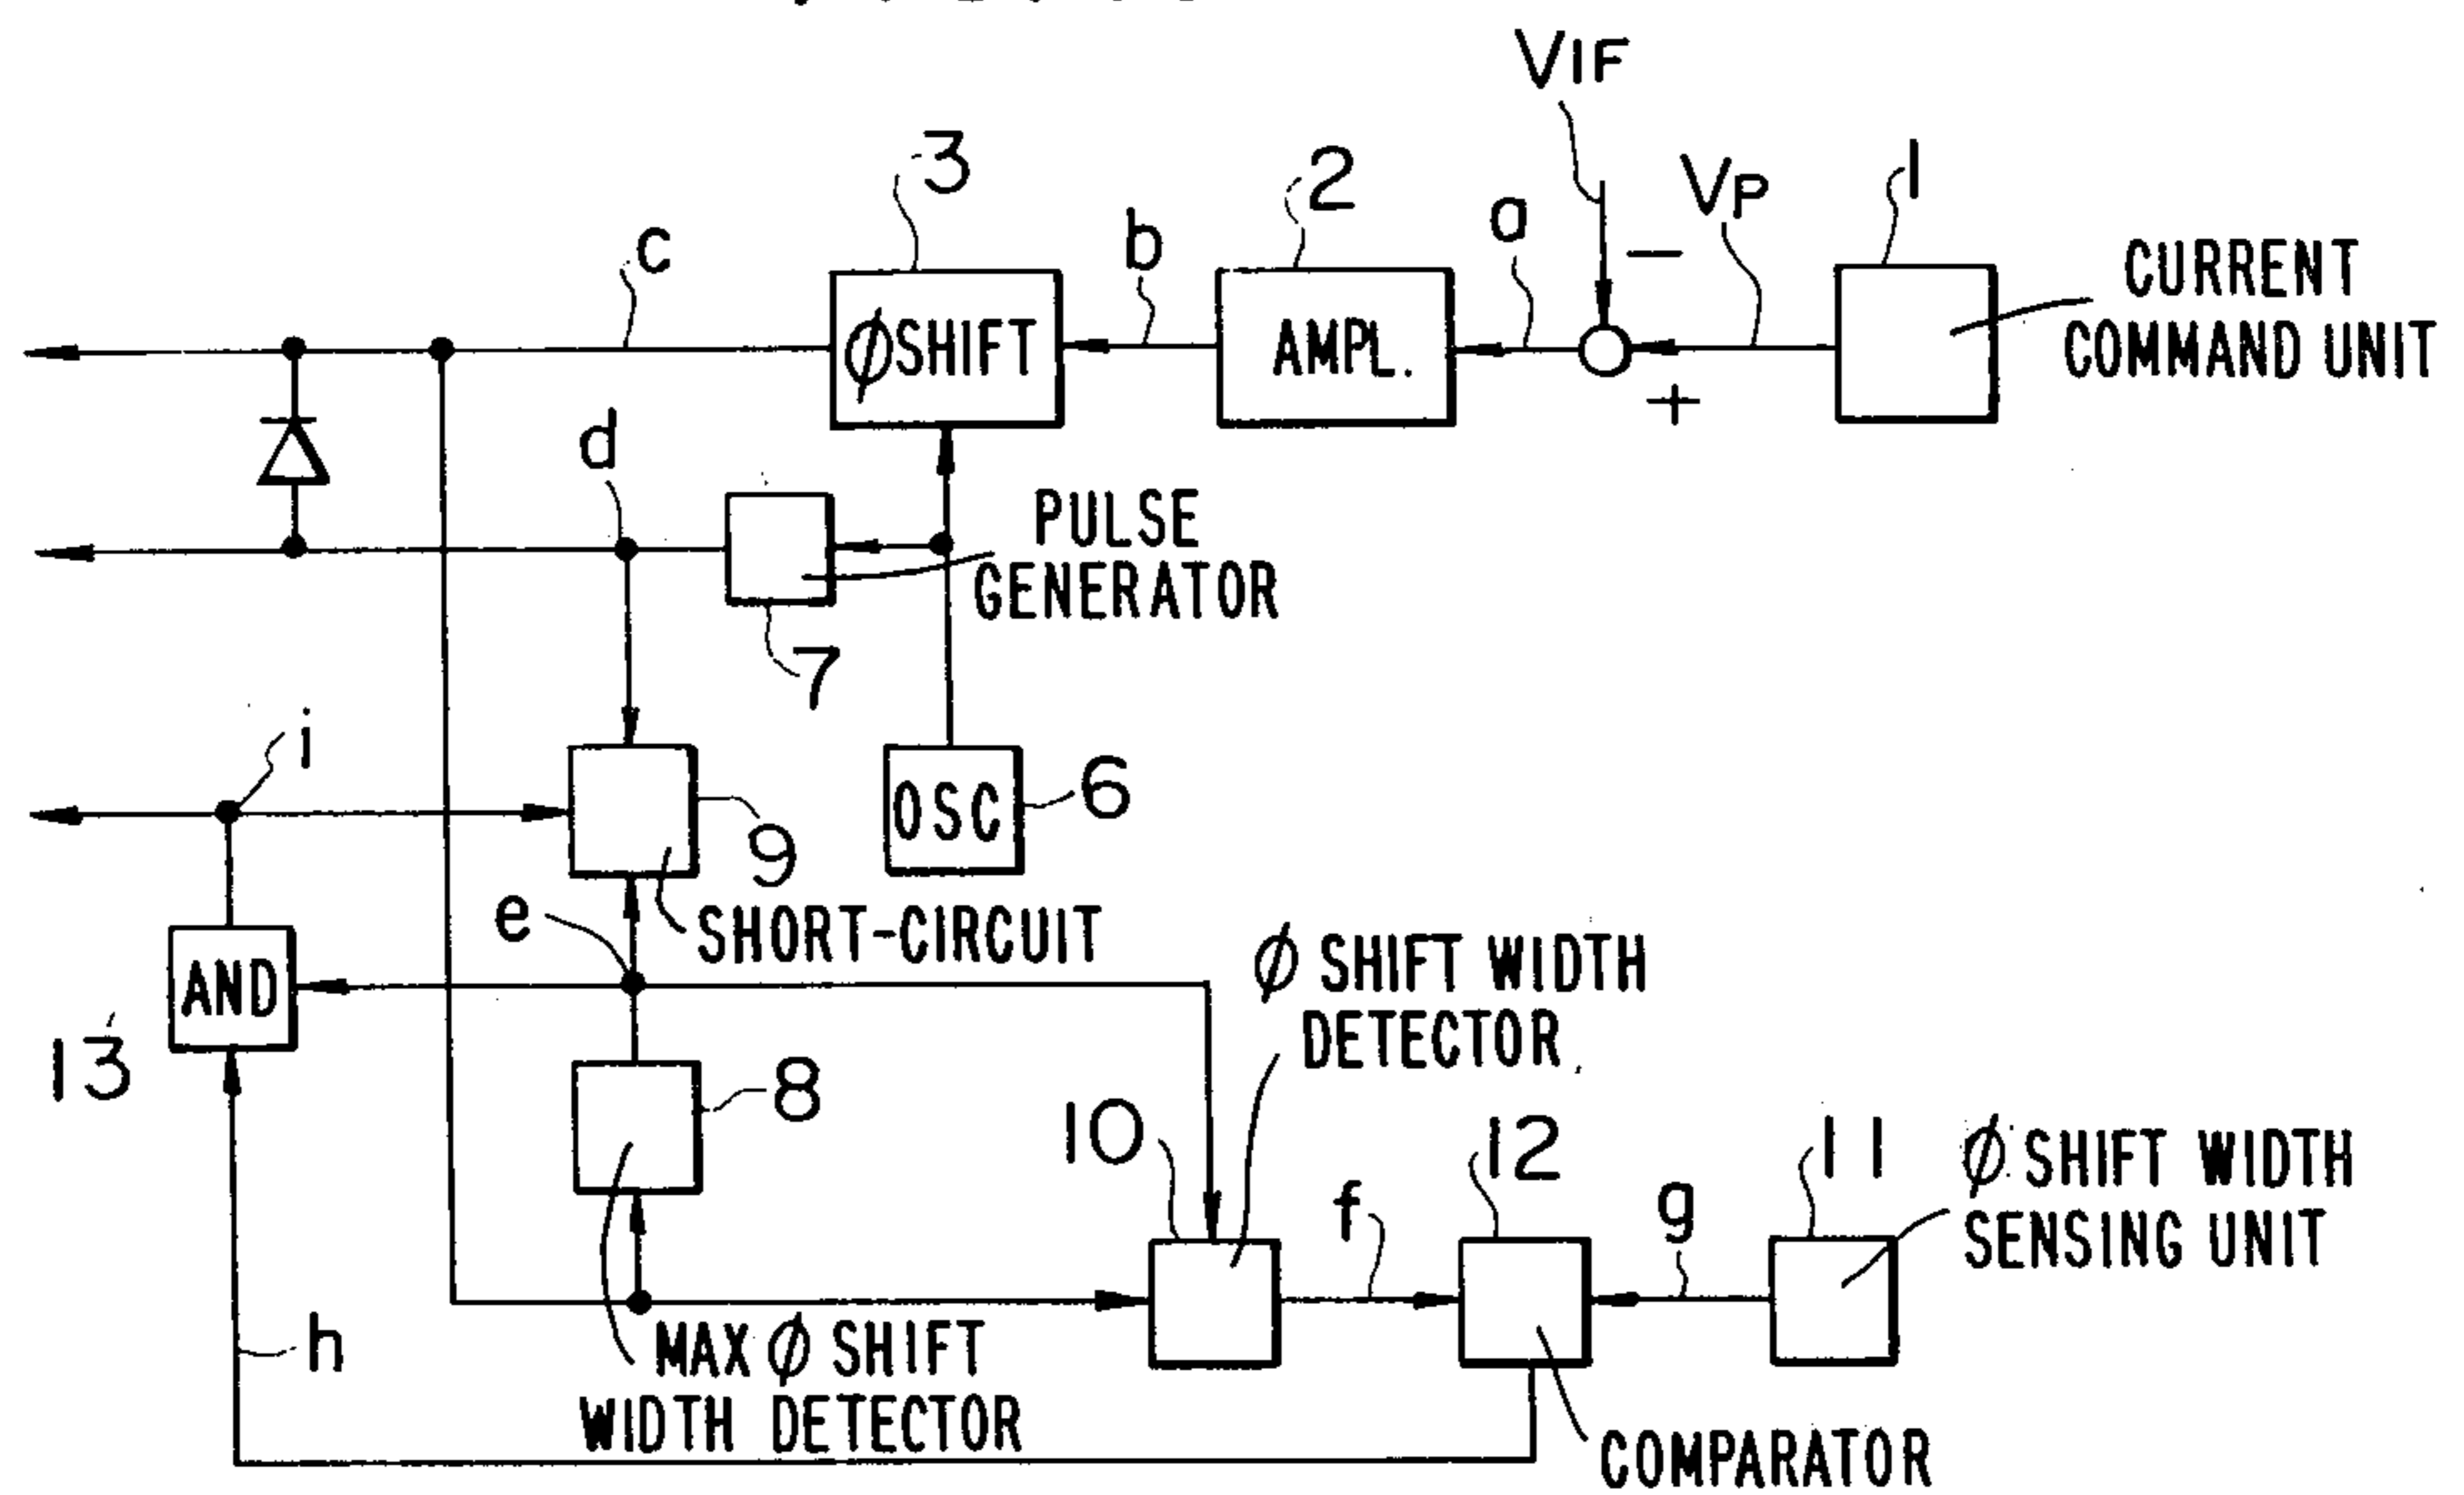 VIF
3
2
VP
1
c
b
a
CURRENT
COMMAND UNIT
φSHIFT
AMPL.
−
+
d
PULSE
GENERATOR
7
i
OSC
6
9
e
SHORT-CIRCUIT
AND
φ SHIFT WIDTH
DETECTOR
13
8
10
12
11
φ SHIFT WIDTH
SENSING UNIT
f
g
h
MAX φ SHIFT
WIDTH DETECTOR
COMPARATOR